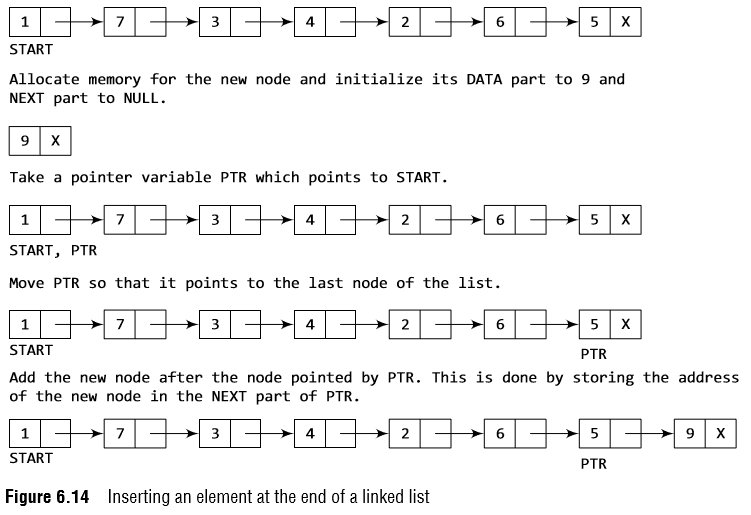 1 7 3 4 2 6 5 X
START
Allocate memory for the new node and initialize its DATA part to 9 and
NEXT part to NULL.
9 X
Take a pointer variable PTR which points to START.
1 7 3 4 2 6 5 X
START, PTR
Move PTR so that it points to the last node of the list.
1 7 3 4 2 6 5 X
START
PTR
Add the new node after the node pointed by PTR. This is done by storing the address
of the new node in the NEXT part of PTR.
1 7 3 4 2 6 5 9 X
START
PTR
Figure 6.14 Inserting an element at the end of a linked list